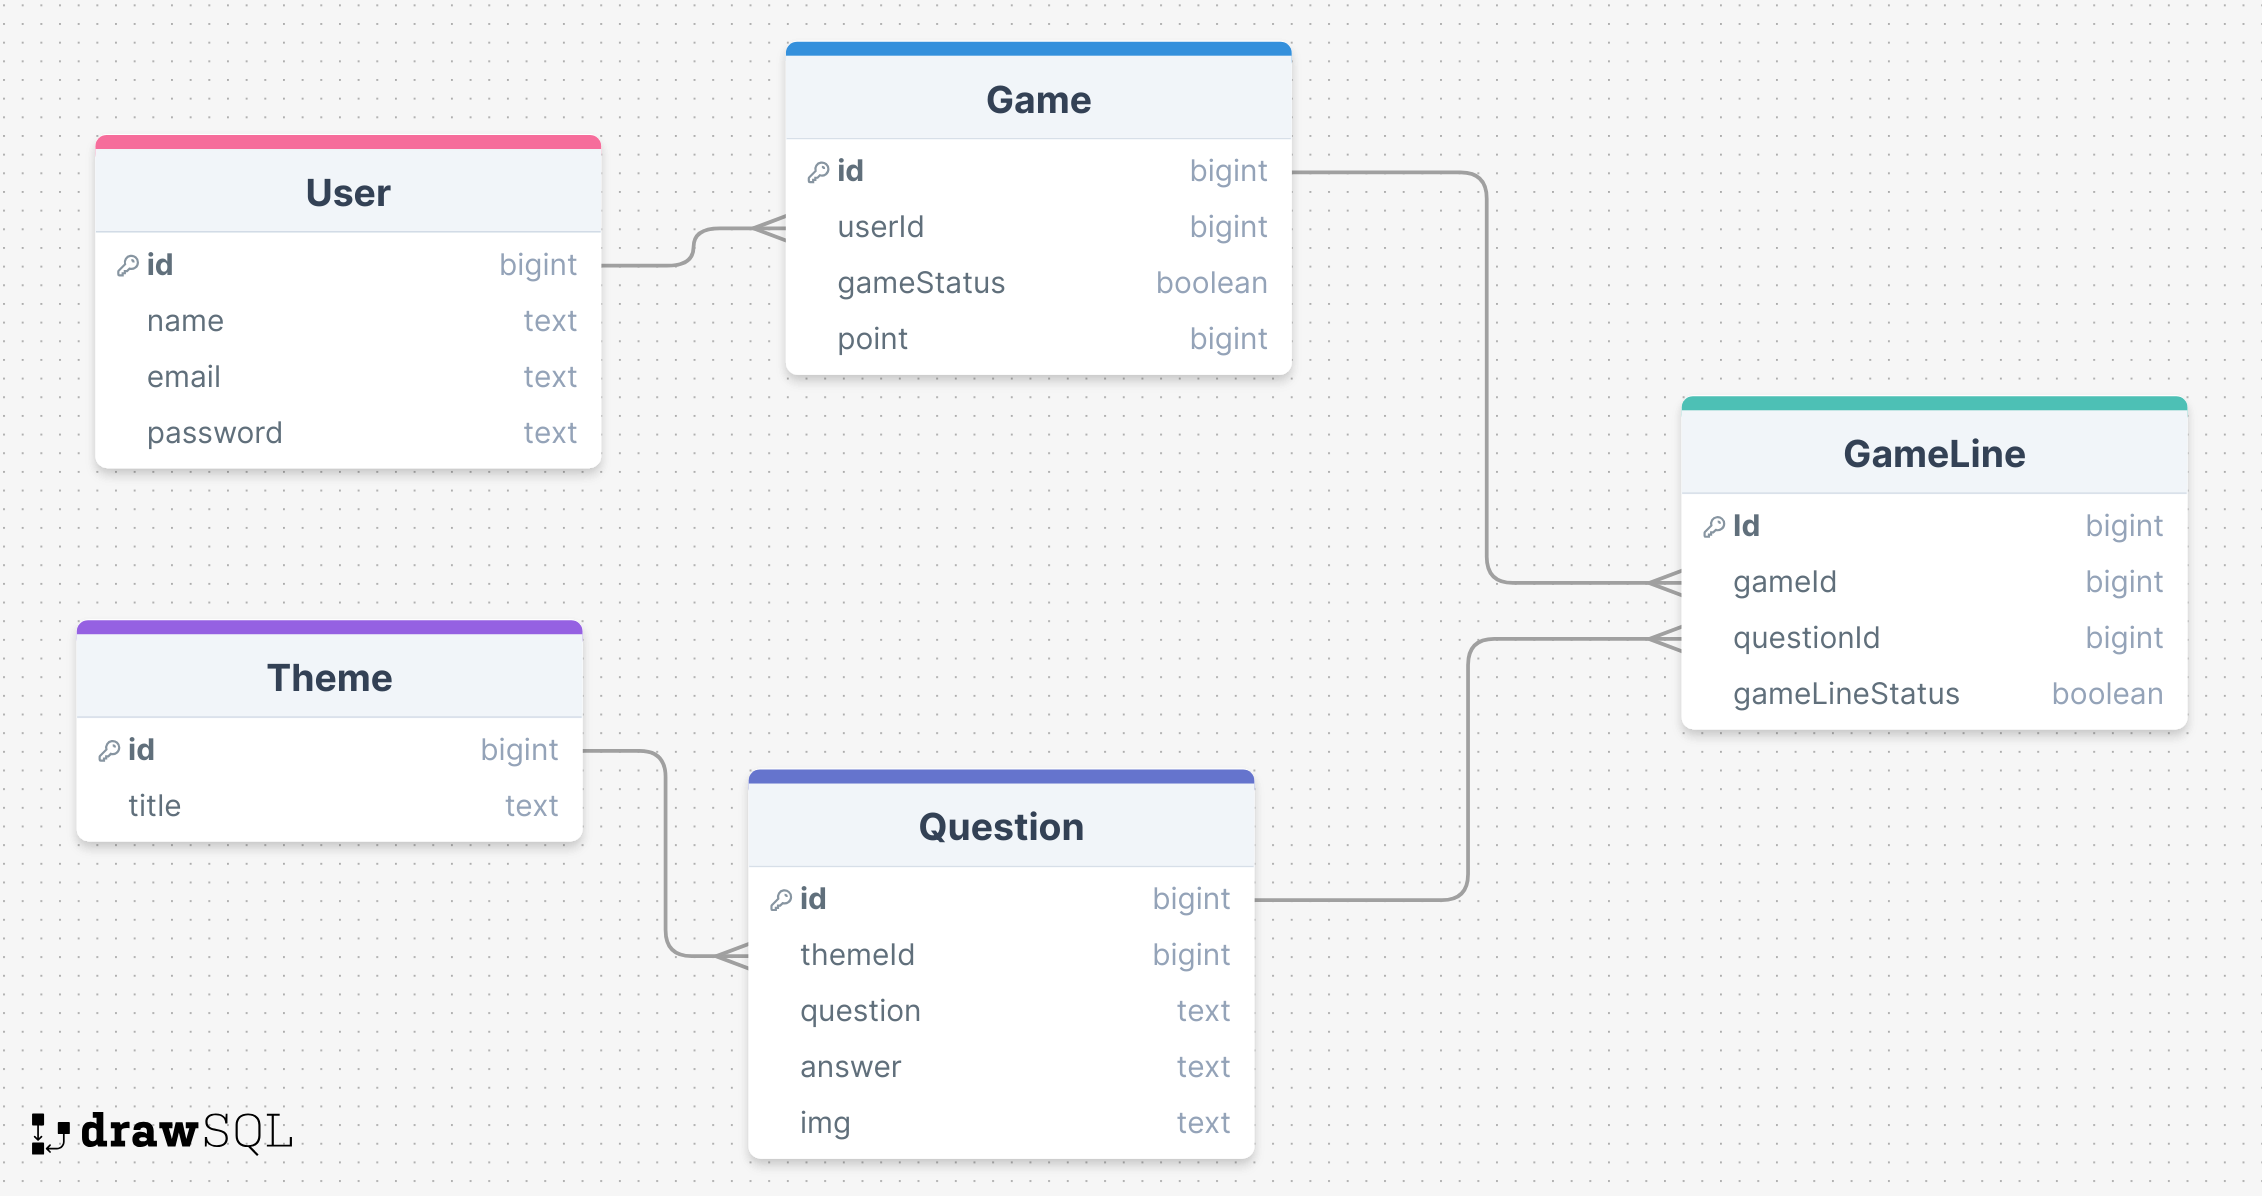 User
id bigint
name text
email text
password text
Game
id bigint
userId bigint
gameStatus boolean
point bigint
GameLine
Id bigint
gameId bigint
questionId bigint
gameLineStatus boolean
Theme
id bigint
title text
Question
id bigint
themeId bigint
question text
answer text
img text
drawSQL